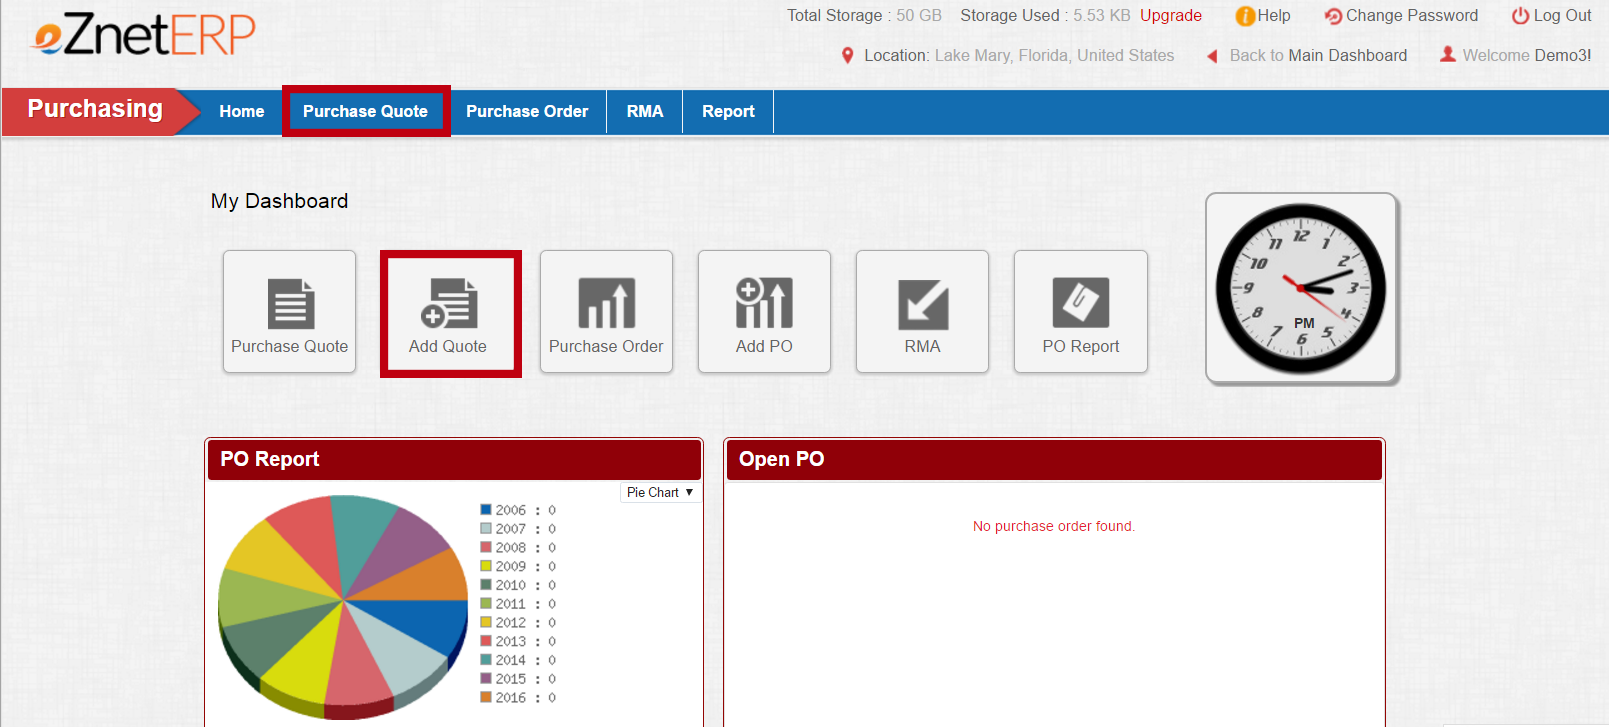 eZnetERP
Total Storage : 50 GB Storage Used : 5.53 KB Upgrade Help Change Password Log Out
Location: Lake Mary, Florida, United States Back to Main Dashboard Welcome Demo3!
Purchasing Home Purchase Quote Purchase Order RMA Report
My Dashboard
Purchase Quote Add Quote Purchase Order Add PO RMA PO Report
12
1
2
3
4
5
6
7
8
9
10
11
PM
PO Report
Pie Chart ▼
2006 : 0
2007 : 0
2008 : 0
2009 : 0
2010 : 0
2011 : 0
2012 : 0
2013 : 0
2014 : 0
2015 : 0
2016 : 0
Open PO
No purchase order found.